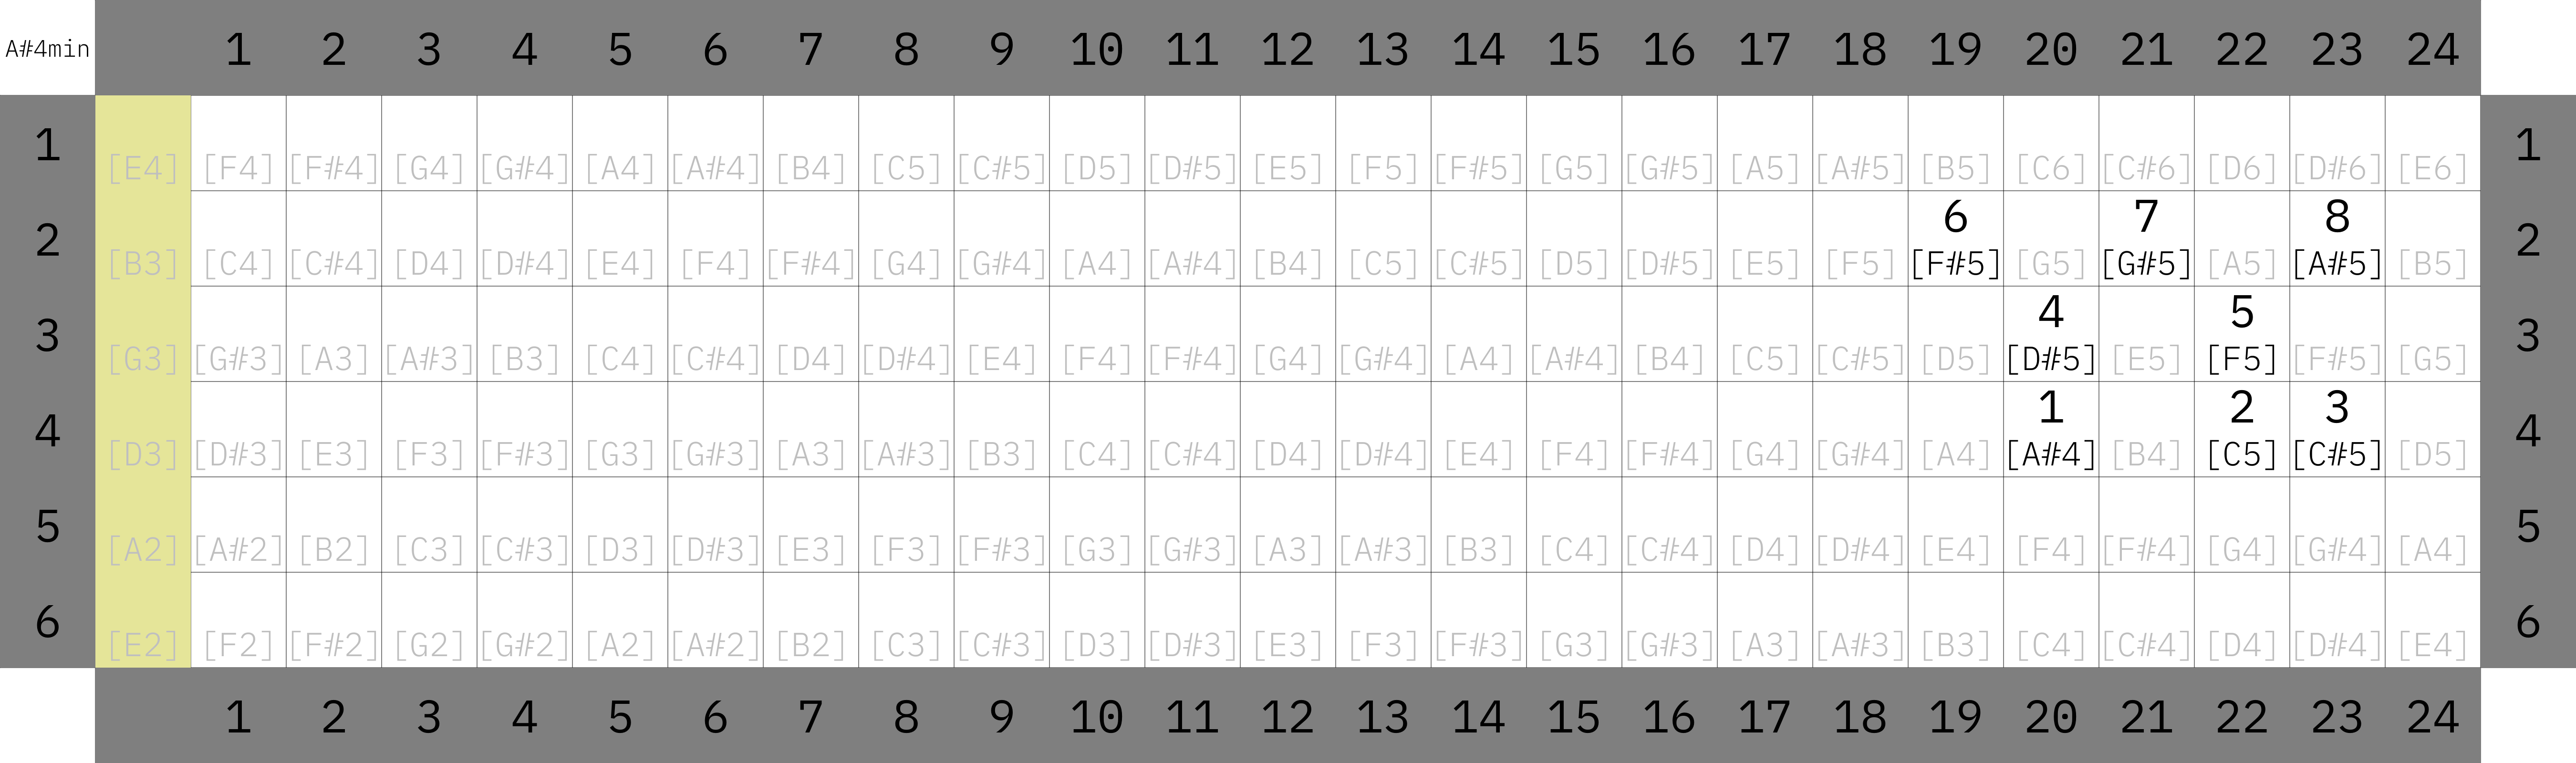 A#4min 1 2 3 4 5 6 7 8 9 10 11 12 13 14 15 16 17 18 19 20 21 22 23 24
1 [E4] [F4] [F#4] [G4] [G#4] [A4] [A#4] [B4] [C5] [C#5] [D5] [D#5] [E5] [F5] [F#5] [G5] [G#5] [A5] [A#5] [B5] [C6] [C#6] [D6] [D#6] [E6] 1
6 7 8
2 [B3] [C4] [C#4] [D4] [D#4] [E4] [F4] [F#4] [G4] [G#4] [A4] [A#4] [B4] [C5] [C#5] [D5] [D#5] [E5] [F5] [F#5] [G5] [G#5] [A5] [A#5] [B5] 2
4 5
3 [G3] [G#3] [A3] [A#3] [B3] [C4] [C#4] [D4] [D#4] [E4] [F4] [F#4] [G4] [G#4] [A4] [A#4] [B4] [C5] [C#5] [D5] [D#5] [E5] [F5] [F#5] [G5] 3
1 2 3
4 [D3] [D#3] [E3] [F3] [F#3] [G3] [G#3] [A3] [A#3] [B3] [C4] [C#4] [D4] [D#4] [E4] [F4] [F#4] [G4] [G#4] [A4] [A#4] [B4] [C5] [C#5] [D5] 4
5 [A2] [A#2] [B2] [C3] [C#3] [D3] [D#3] [E3] [F3] [F#3] [G3] [G#3] [A3] [A#3] [B3] [C4] [C#4] [D4] [D#4] [E4] [F4] [F#4] [G4] [G#4] [A4] 5
6 [E2] [F2] [F#2] [G2] [G#2] [A2] [A#2] [B2] [C3] [C#3] [D3] [D#3] [E3] [F3] [F#3] [G3] [G#3] [A3] [A#3] [B3] [C4] [C#4] [D4] [D#4] [E4] 6
1 2 3 4 5 6 7 8 9 10 11 12 13 14 15 16 17 18 19 20 21 22 23 24